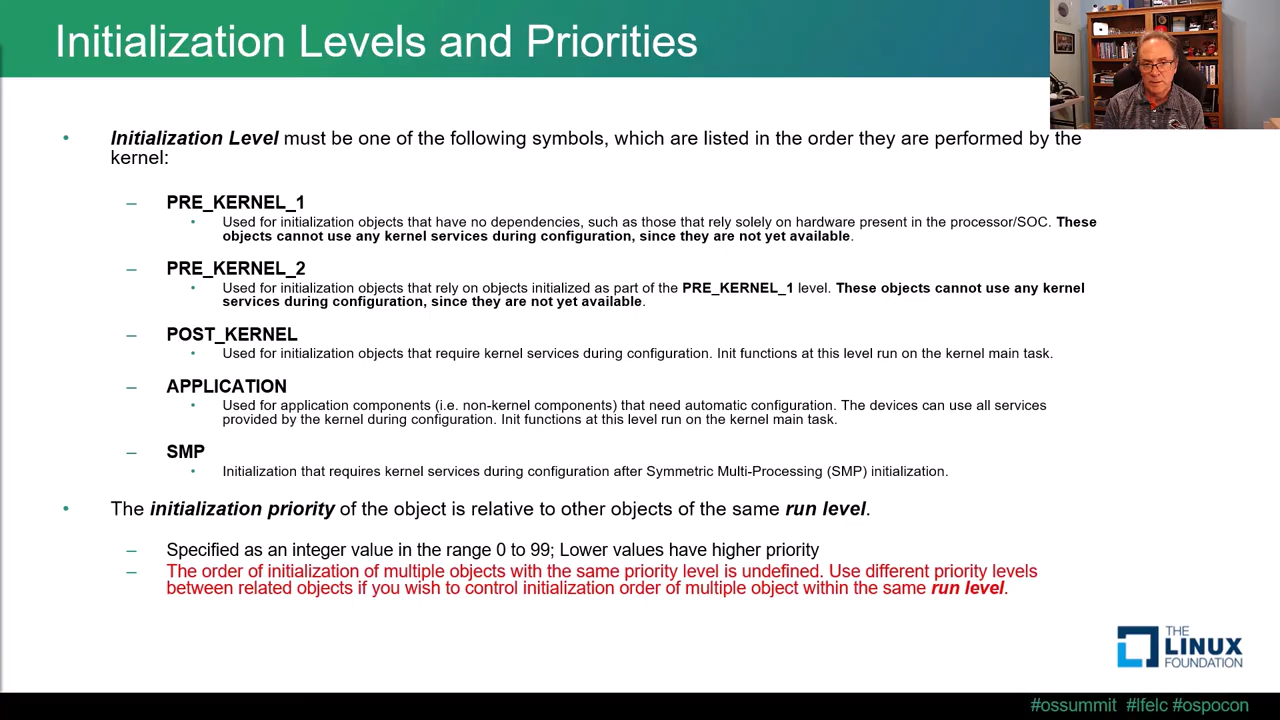 Initialization Levels and Priorities
• Initialization Level must be one of the following symbols, which are listed in the order they are performed by the
kernel:
– PRE_KERNEL_1
• Used for initialization objects that have no dependencies, such as those that rely solely on hardware present in the processor/SOC. These
objects cannot use any kernel services during configuration, since they are not yet available.
– PRE_KERNEL_2
• Used for initialization objects that rely on objects initialized as part of the PRE_KERNEL_1 level. These objects cannot use any kernel
services during configuration, since they are not yet available.
– POST_KERNEL
• Used for initialization objects that require kernel services during configuration. Init functions at this level run on the kernel main task.
– APPLICATION
• Used for application components (i.e. non-kernel components) that need automatic configuration. The devices can use all services
provided by the kernel during configuration. Init functions at this level run on the kernel main task.
– SMP
• Initialization that requires kernel services during configuration after Symmetric Multi-Processing (SMP) initialization.
• The initialization priority of the object is relative to other objects of the same run level.
– Specified as an integer value in the range 0 to 99; Lower values have higher priority
– The order of initialization of multiple objects with the same priority level is undefined. Use different priority levels
between related objects if you wish to control initialization order of multiple object within the same run level.
THE
LINUX
FOUNDATION
#ossummit #lfelc #ospocon